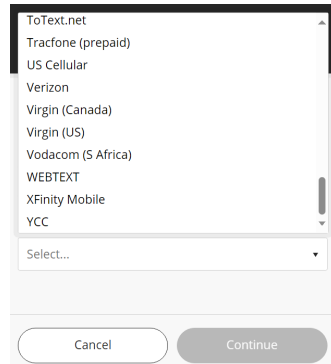 ToText.net
Tracfone (prepaid)
US Cellular
Verizon
Virgin (Canada)
Virgin (US)
Vodacom (S Africa)
WEBTEXT
XFinity Mobile
YCC
Select...
Cancel
Continue